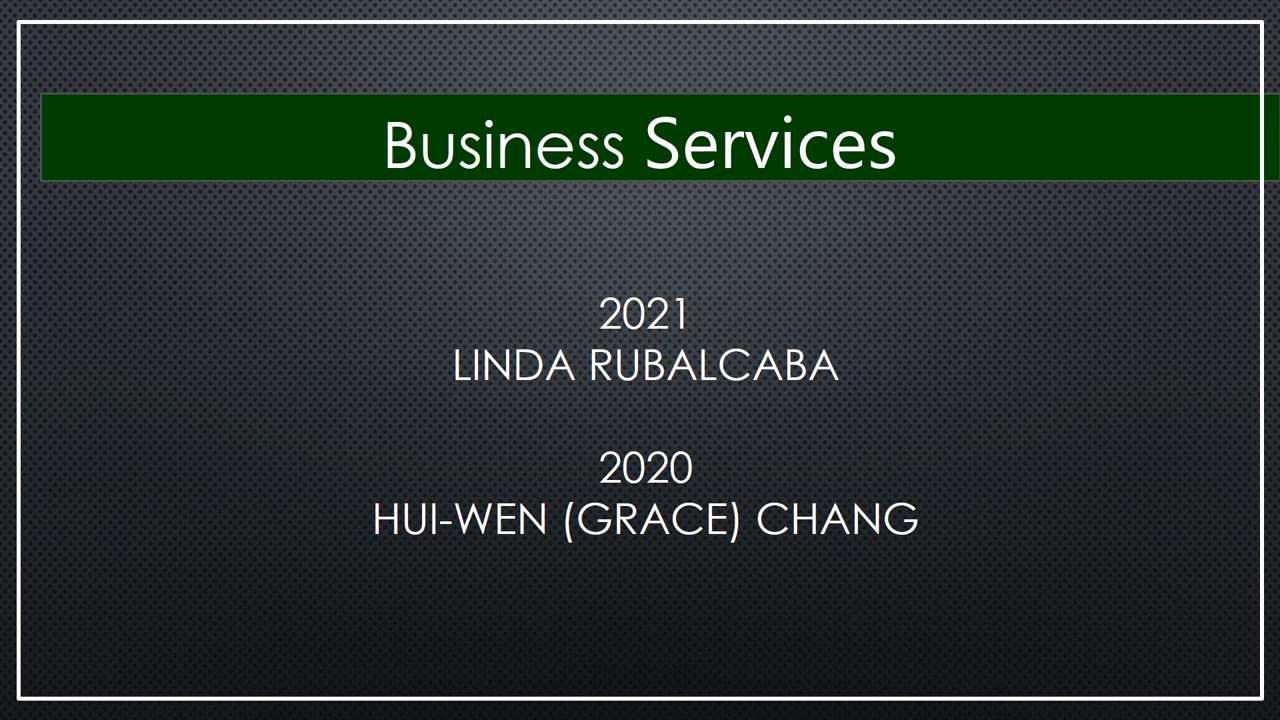 Business Services
2021
LINDA RUBALCABA
2020
HUI-WEN (GRACE) CHANG